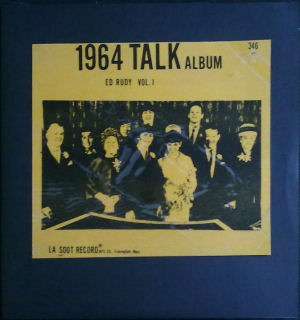 346
1964 TALK ALBUM
ED RUDY VOL. 1
LA SOOT RECORD